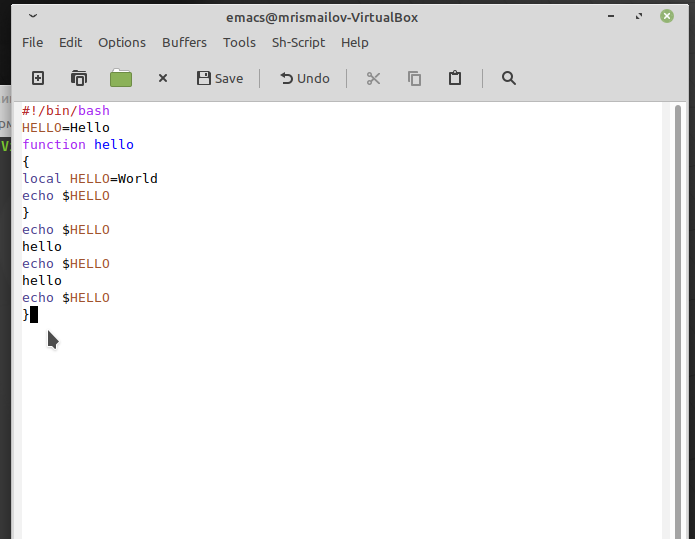 emacs@mrismailov-VirtualBox
File Edit Options Buffers Tools Sh-Script Help
Save Undo
#!/bin/bash
HELLO=Hello
function hello
{
local HELLO=World
echo $HELLO
}
echo $HELLO
hello
echo $HELLO
hello
echo $HELLO
}